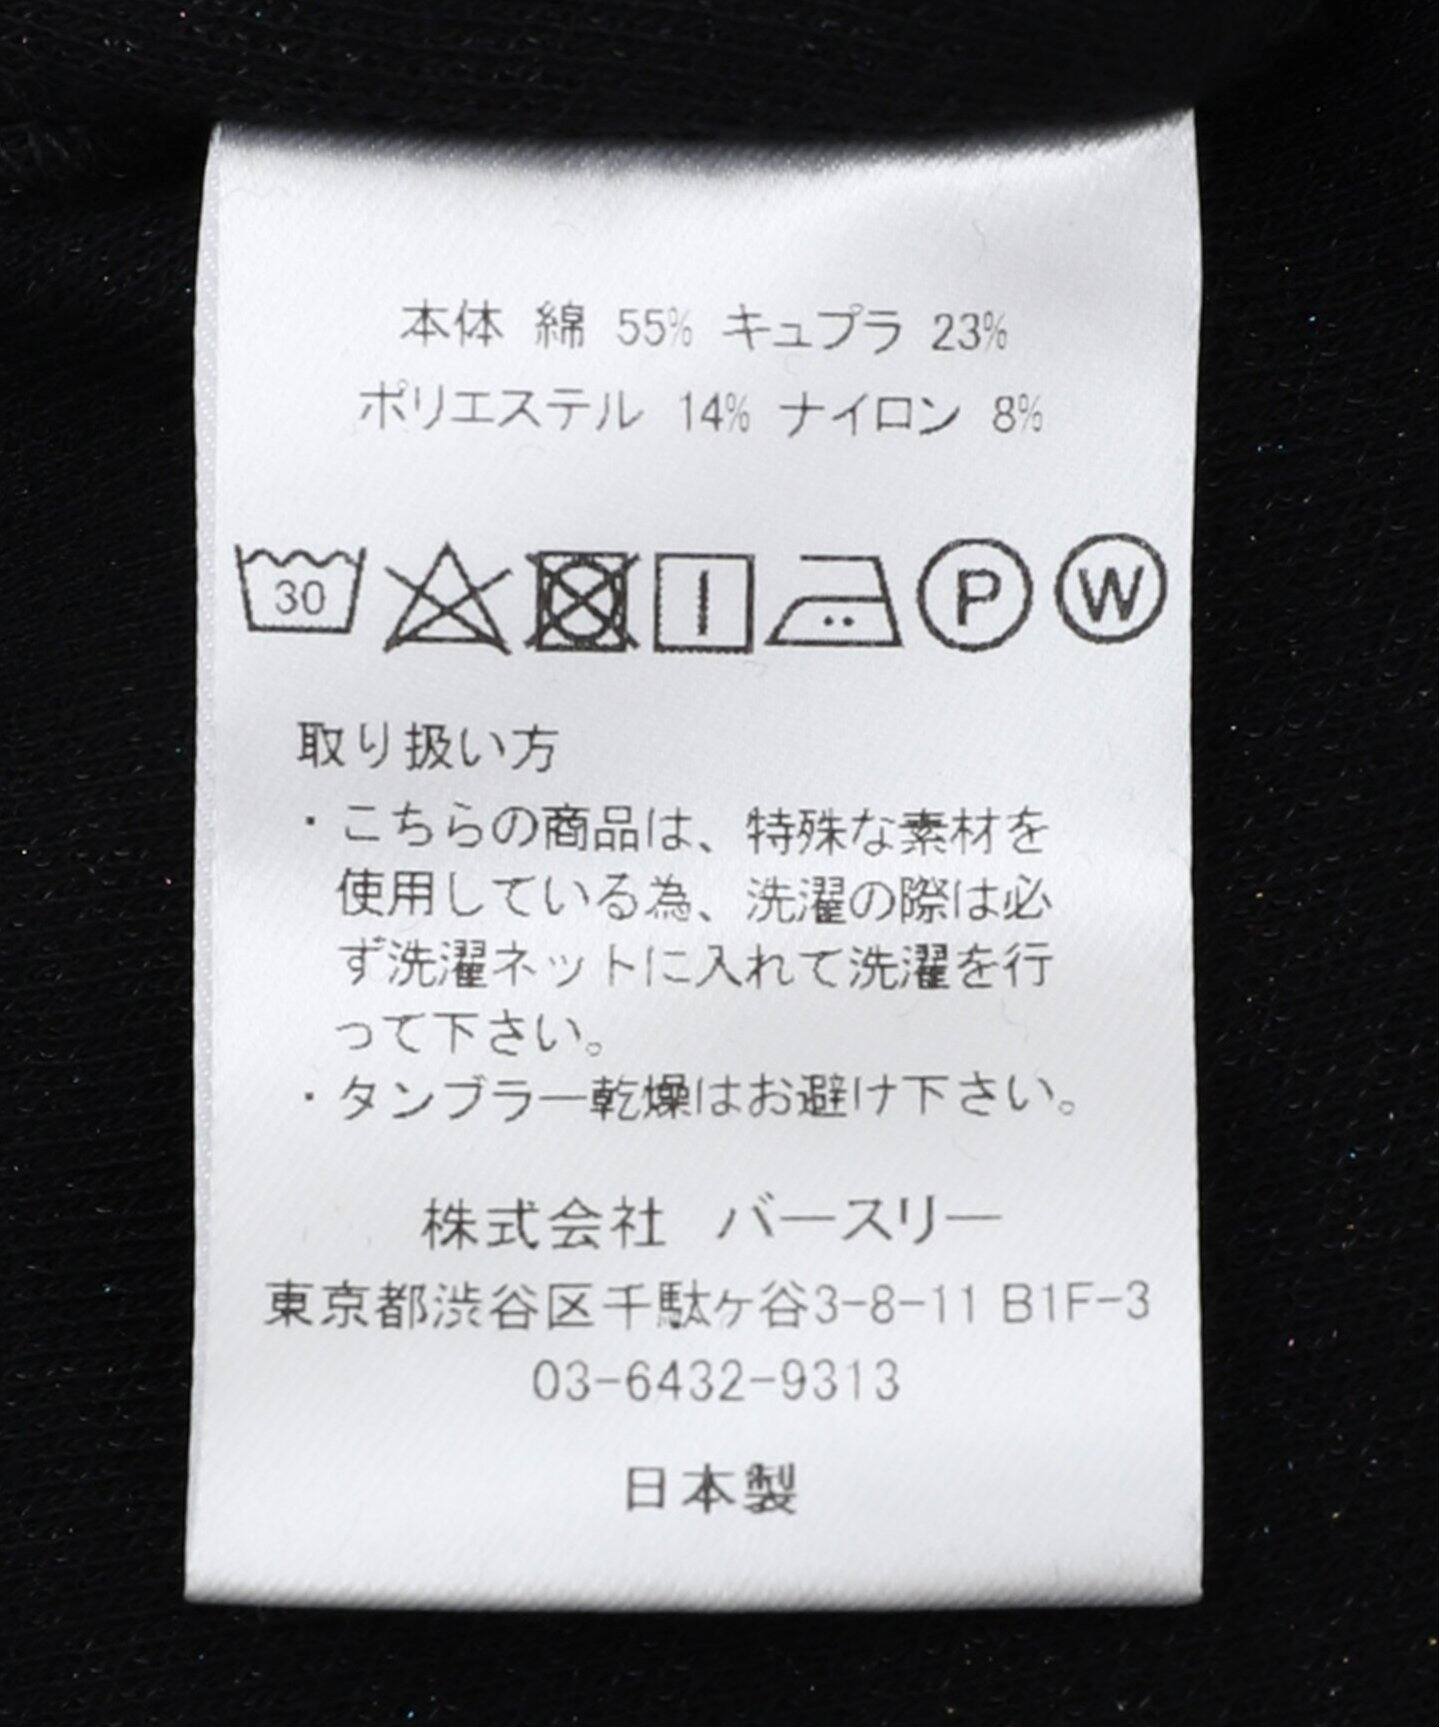 本体 綿 55% キュプラ 23%
ポリエステル 14% ナイロン 8%
30
P
W
取り扱い方
・こちらの商品は、特殊な素材を
使用している為、洗濯の際は必
ず洗濯ネットに入れて洗濯を行
って下さい。
・タンブラー乾燥はお避け下さい。
株式会社 バースリー
東京都渋谷区千駄ヶ谷3-8-11 B1F-3
03-6432-9313
日本製